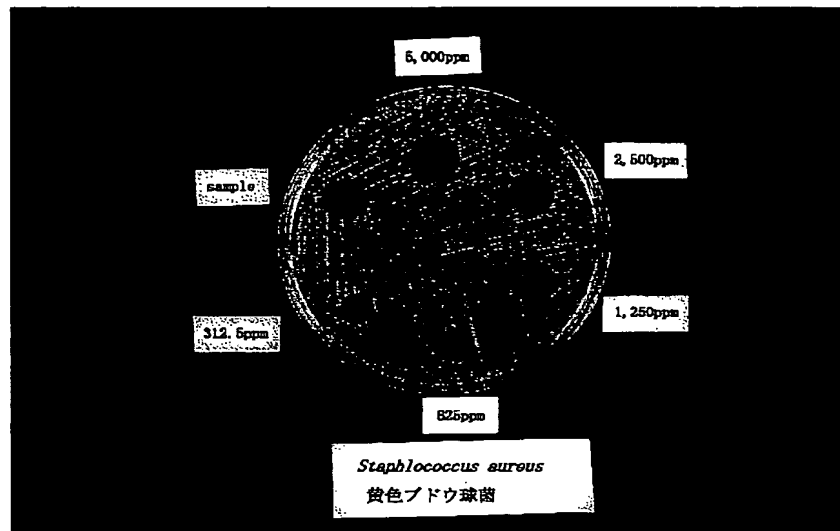 5,000ppm
2,500ppm
sample
1,250ppm
312.5ppm
625ppm
Staphlococcus aureus
黄色ブドウ球菌